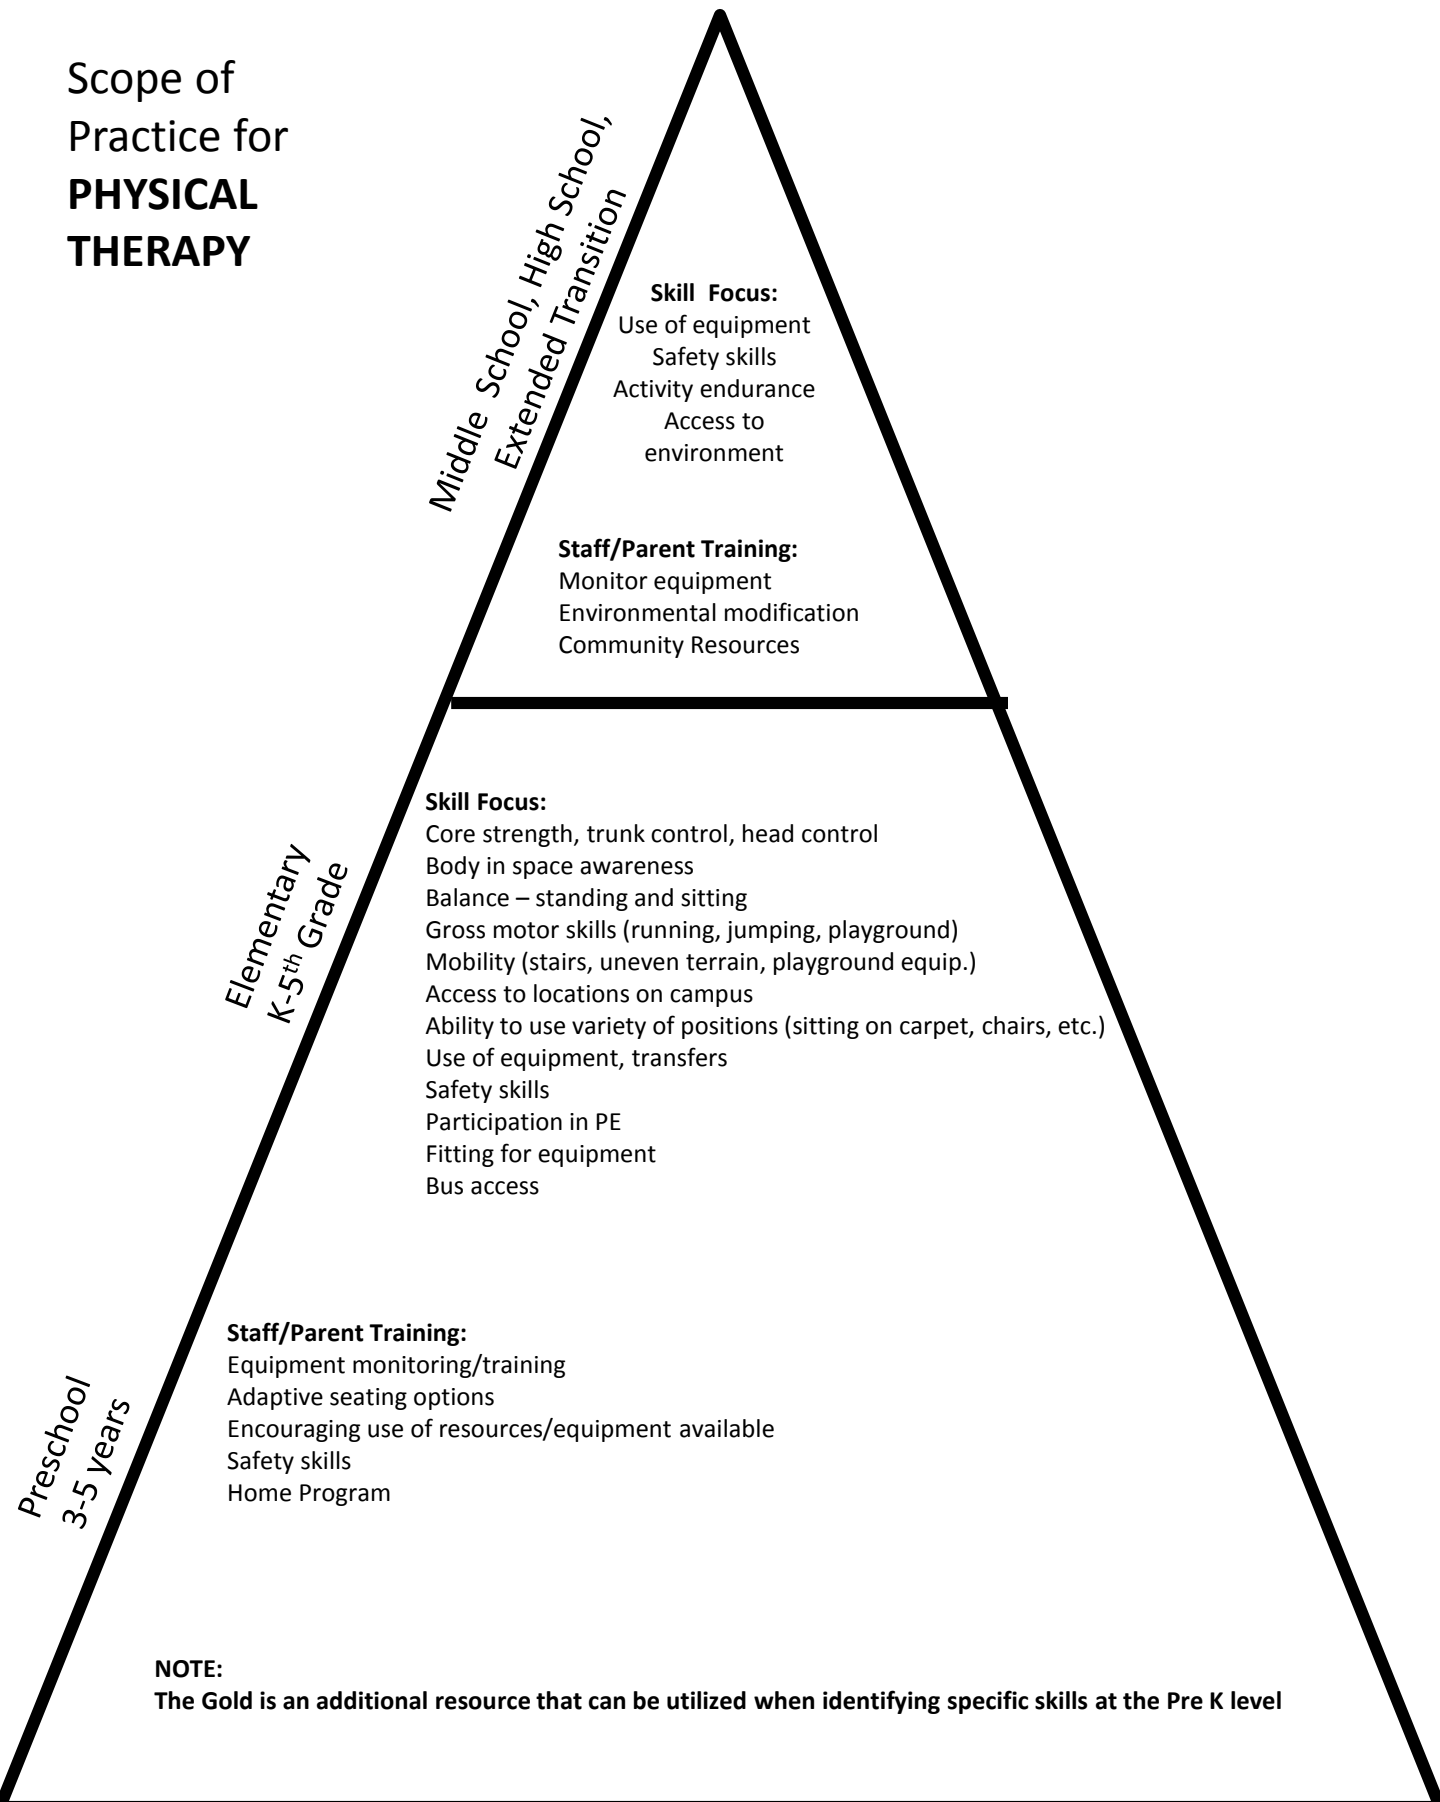 Scope of
Practice for
PHYSICAL
THERAPY
Middle School, High School,
Extended Transition
Skill Focus:
Use of equipment
Safety skills
Activity endurance
Access to
environment
Staff/Parent Training:
Monitor equipment
Environmental modification
Community Resources
Elementary
K-5th Grade
Skill Focus:
Core strength, trunk control, head control
Body in space awareness
Balance – standing and sitting
Gross motor skills (running, jumping, playground)
Mobility (stairs, uneven terrain, playground equip.)
Access to locations on campus
Ability to use variety of positions (sitting on carpet, chairs, etc.)
Use of equipment, transfers
Safety skills
Participation in PE
Fitting for equipment
Bus access
Preschool
3-5 years
Staff/Parent Training:
Equipment monitoring/training
Adaptive seating options
Encouraging use of resources/equipment available
Safety skills
Home Program
NOTE:
The Gold is an additional resource that can be utilized when identifying specific skills at the Pre K level